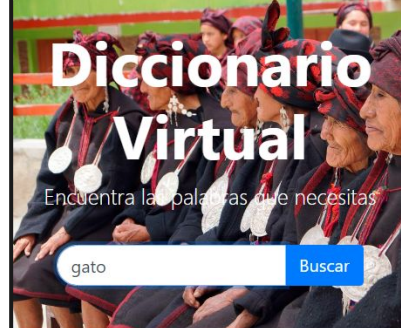 Diccionario
Virtual
Encuentra las palabras que necesitas
gato
Buscar